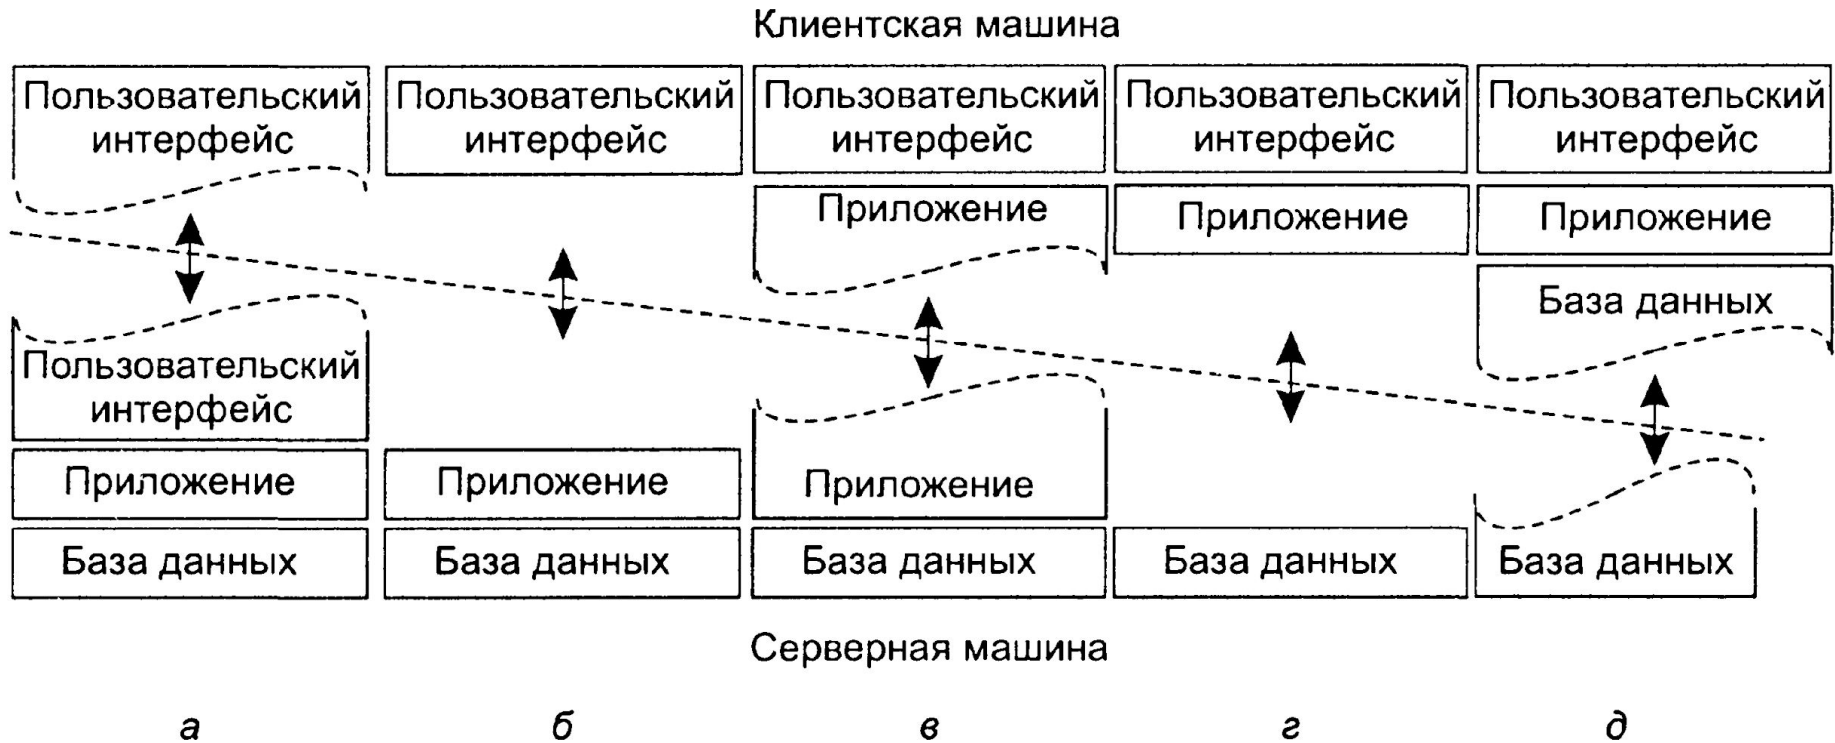 Клиентская машина
Пользовательский Пользовательский Пользовательский Пользовательский Пользовательский
интерфейс интерфейс интерфейс интерфейс интерфейс
Приложение Приложение Приложение
База данных
Пользовательский
интерфейс
Приложение Приложение Приложение
База данных База данных База данных База данных База данных
Серверная машина
а б в г д